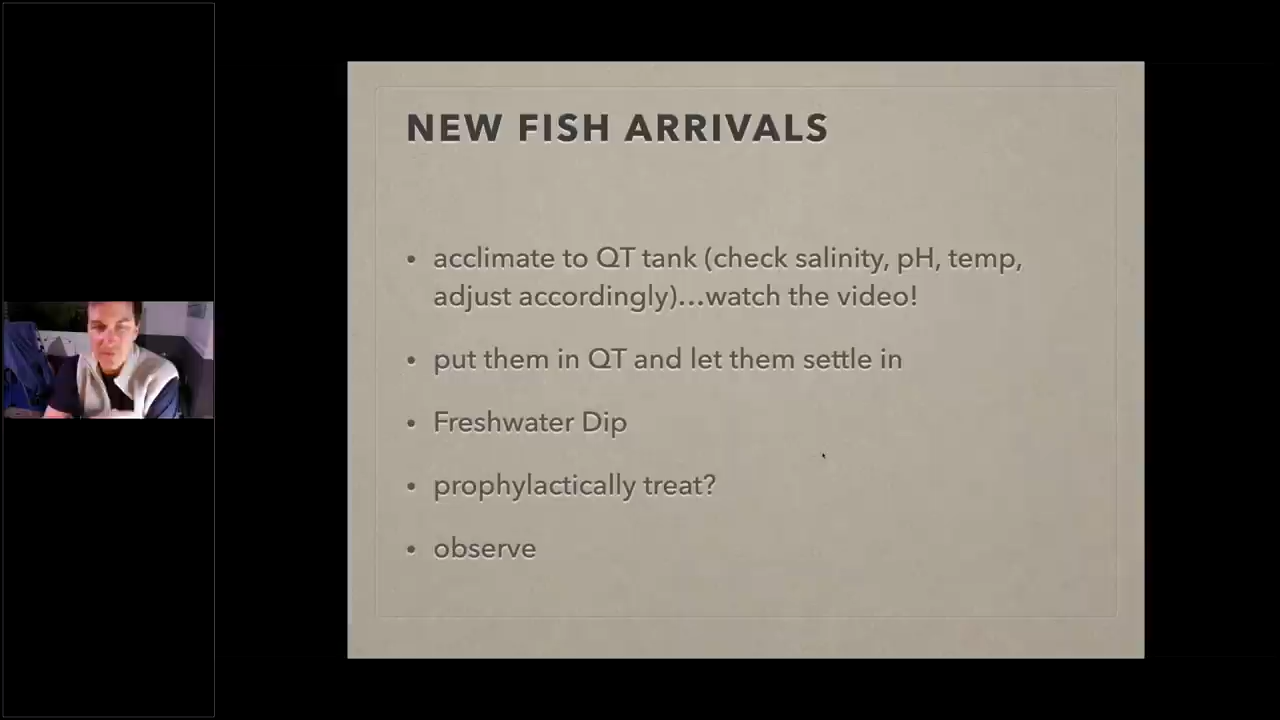 NEW FISH ARRIVALS
• acclimate to QT tank (check salinity, pH, temp,
adjust accordingly)...watch the video!
• put them in QT and let them settle in
• Freshwater Dip
• prophylactically treat?
• observe